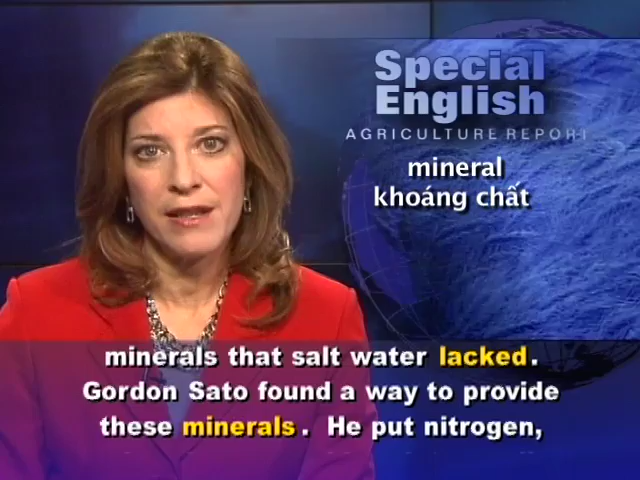 Special
English
AGRICULTURE REPORT
mineral
khoáng chất
minerals that salt water lacked.
Gordon Sato found a way to provide
these minerals. He put nitrogen,